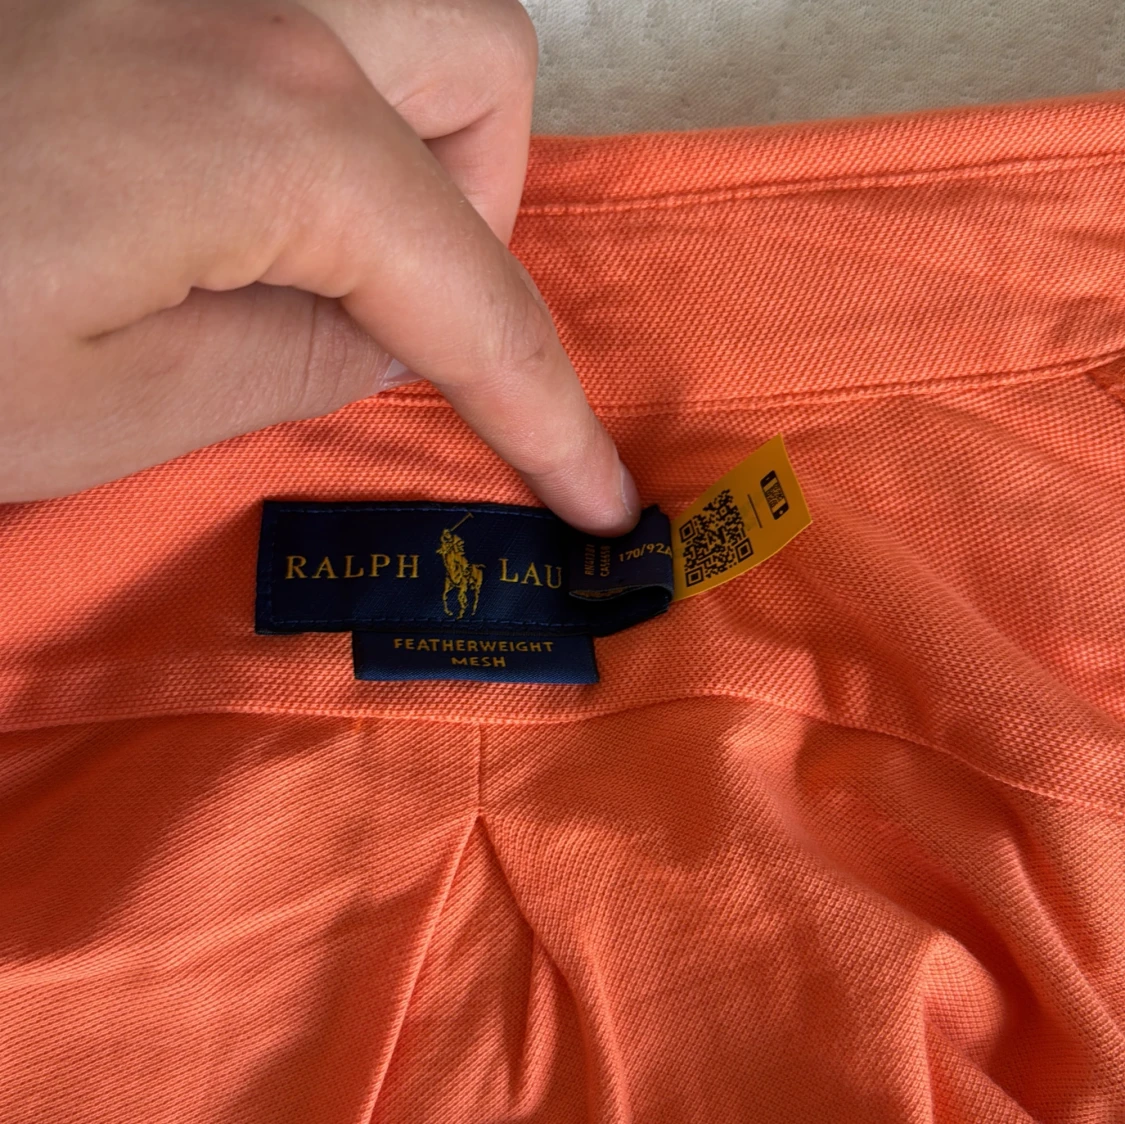 RALPH LAU
170/92A
FEATHERWEIGHT
MESH